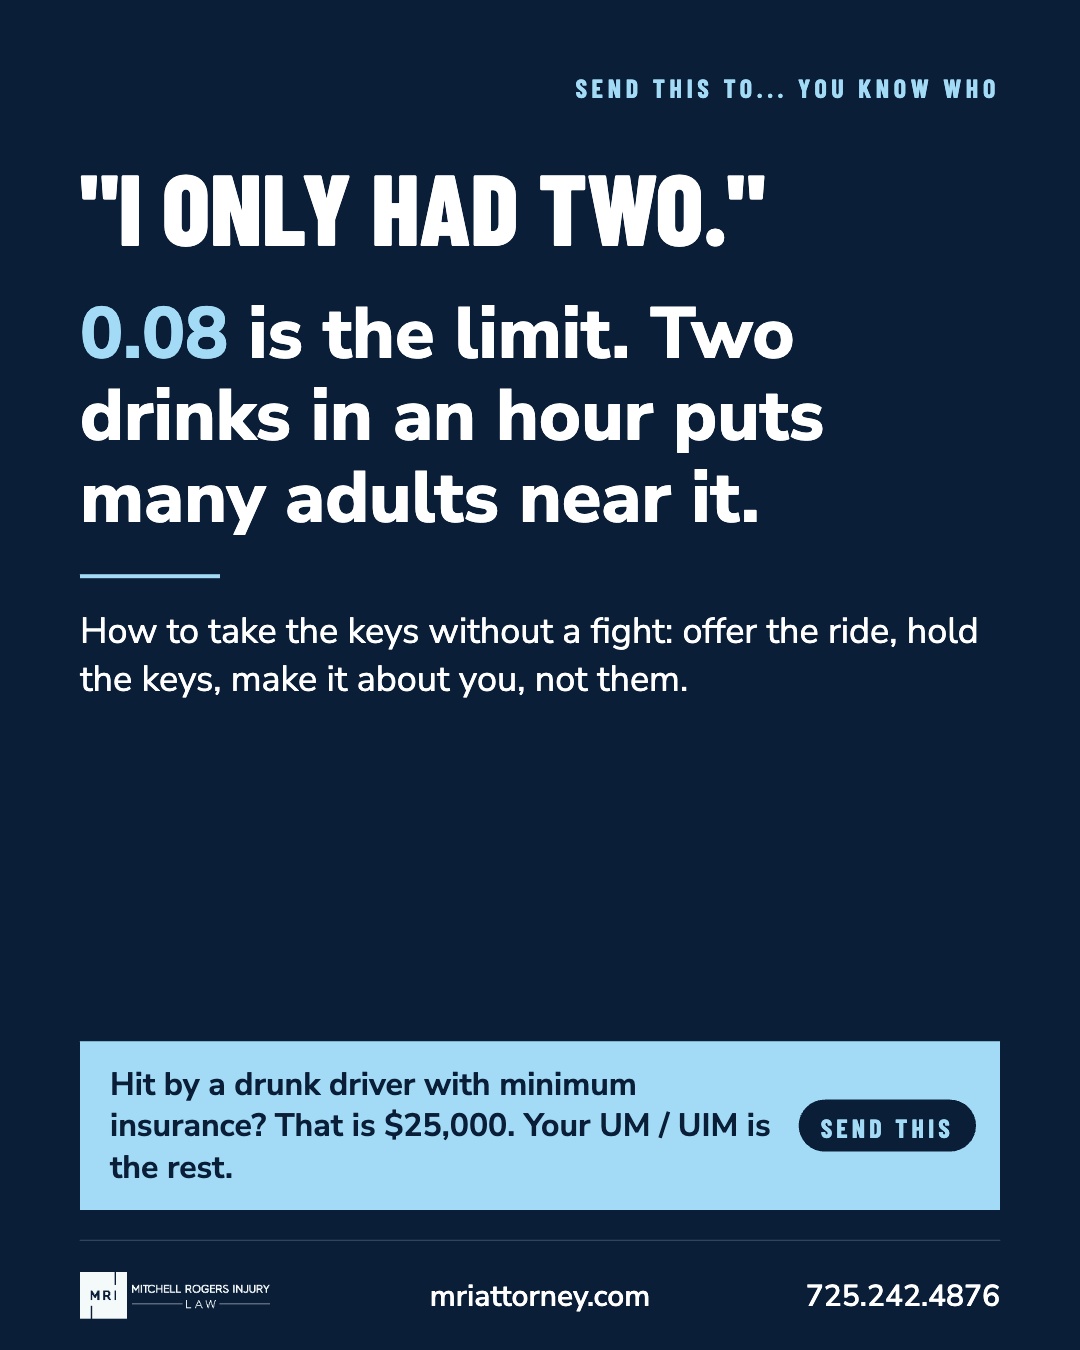 SEND THIS TO... YOU KNOW WHO
"I ONLY HAD TWO."
0.08 is the limit. Two
drinks in an hour puts
many adults near it.
How to take the keys without a fight: offer the ride, hold
the keys, make it about you, not them.
Hit by a drunk driver with minimum
insurance? That is $25,000. Your UM / UIM is
the rest.
SEND THIS
MRI
MITCHELL ROGERS INJURY
LAW
mriattorney.com
725.242.4876